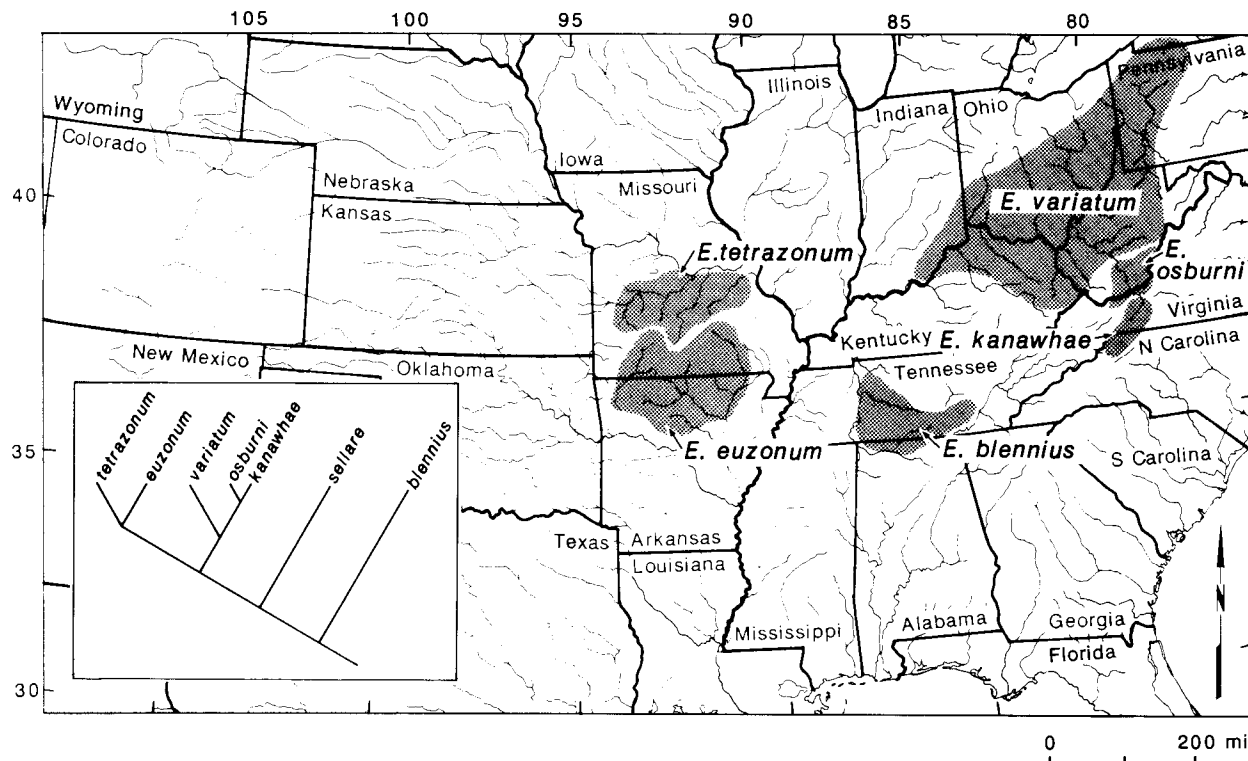 105 100 95 90 85 80
Pennsylvania
Illinois
Indiana
Ohio
Wyoming
Colorado
Iowa
Missouri
Nebraska
Kansas
40
E. variatum
E.tetrazonum
E.
osburni
Virginia
Kentucky
E. kanawhae
N Carolina
Tennessee
New Mexico
Oklahoma
tetrazonum
euzonum
variatum
osburni
kanawhae
sellare
blennius
35
E. euzonum
E. blennius
S Carolina
Texas
Arkansas
Louisiana
N
Mississippi
Alabama
Georgia
Florida
30
0 200 mi